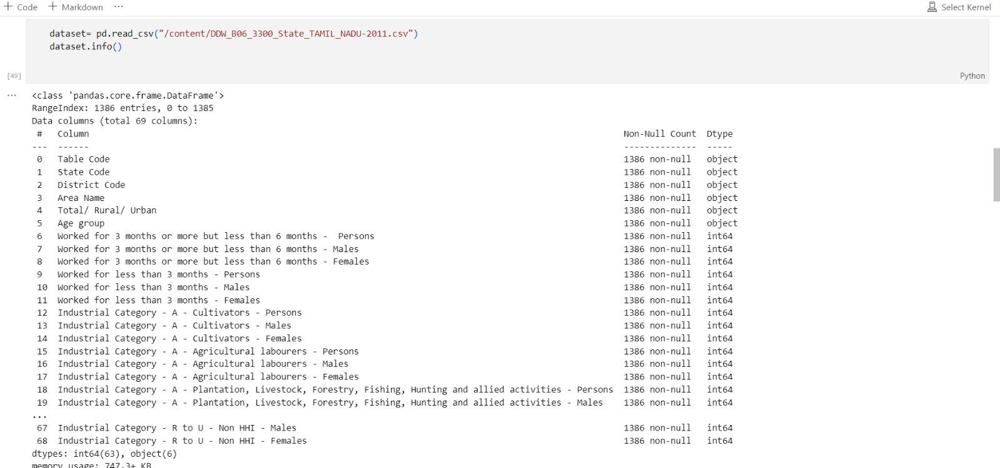 + Code + Markdown ...
Select Kernel
dataset= pd.read_csv("/content/DDW_B06_3300_State_TAMIL_NADU-2011.csv")
dataset.info()
[49]
Python
...
<class 'pandas.core.frame.DataFrame'>
RangeIndex: 1386 entries, 0 to 1385
Data columns (total 69 columns):
# Column Non-Null Count Dtype
--- ------ -------------- -----
0 Table Code 1386 non-null object
1 State Code 1386 non-null object
2 District Code 1386 non-null object
3 Area Name 1386 non-null object
4 Total/ Rural/ Urban 1386 non-null object
5 Age group 1386 non-null object
6 Worked for 3 months or more but less than 6 months -  Persons 1386 non-null int64
7 Worked for 3 months or more but less than 6 months - Males 1386 non-null int64
8 Worked for 3 months or more but less than 6 months - Females 1386 non-null int64
9 Worked for less than 3 months - Persons 1386 non-null int64
10 Worked for less than 3 months - Males 1386 non-null int64
11 Worked for less than 3 months - Females 1386 non-null int64
12 Industrial Category - A - Cultivators - Persons 1386 non-null int64
13 Industrial Category - A - Cultivators - Males 1386 non-null int64
14 Industrial Category - A - Cultivators - Females 1386 non-null int64
15 Industrial Category - A - Agricultural labourers - Persons 1386 non-null int64
16 Industrial Category - A - Agricultural labourers - Males 1386 non-null int64
17 Industrial Category - A - Agricultural labourers - Females 1386 non-null int64
18 Industrial Category - A - Plantation, Livestock, Forestry, Fishing, Hunting and allied activities - Persons 1386 non-null int64
19 Industrial Category - A - Plantation, Livestock, Forestry, Fishing, Hunting and allied activities - Males 1386 non-null int64
...
67 Industrial Category - R to U - Non HHI - Males 1386 non-null int64
68 Industrial Category - R to U - Non HHI - Females 1386 non-null int64
dtypes: int64(63), object(6)
memory usage: 747.3+ KB